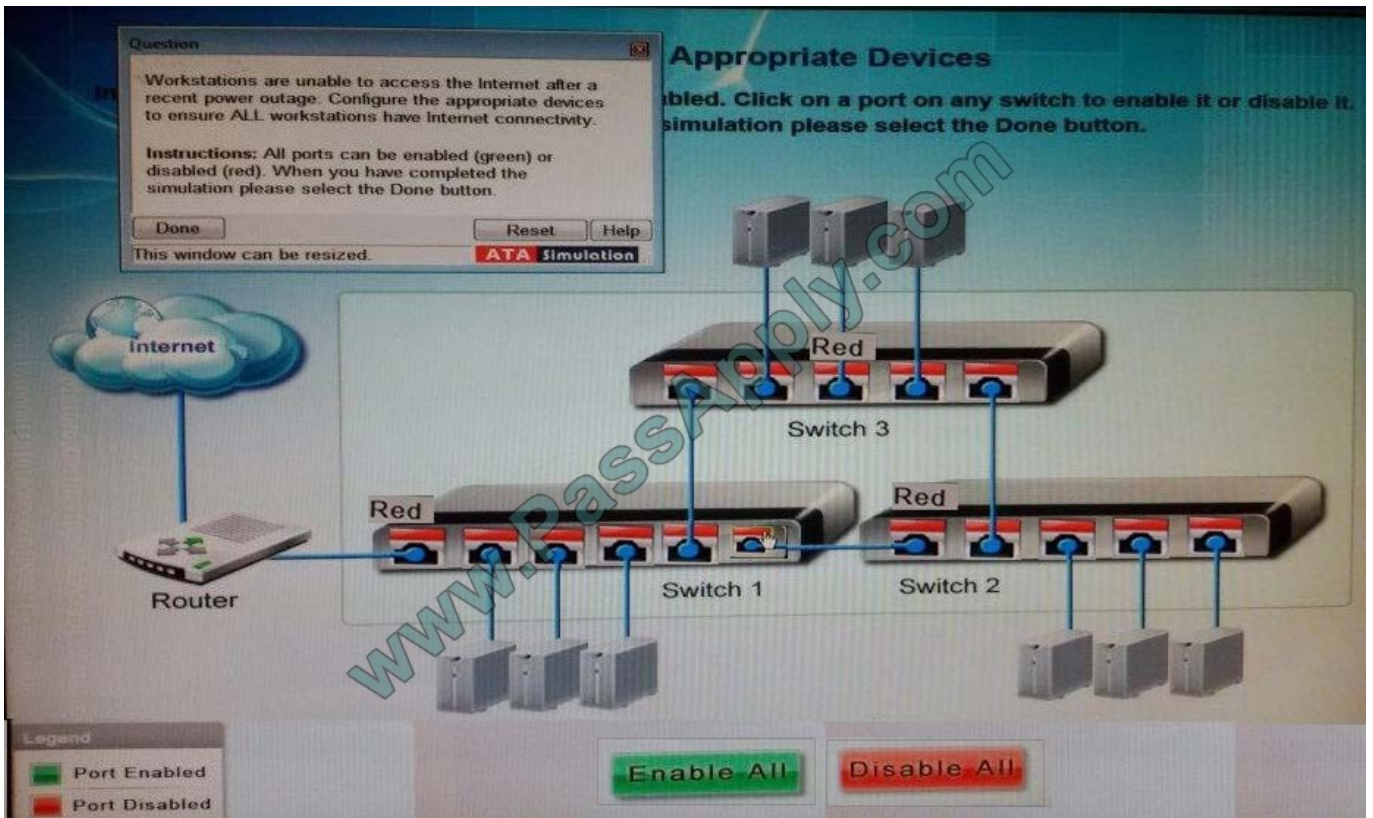 Question
Workstations are unable to access the Internet after a
recent power outage. Configure the appropriate devices
to ensure ALL workstations have Internet connectivity.
Instructions: All ports can be enabled (green) or
disabled (red). When you have completed the
simulation please select the Done button.
Done
Reset
Help
This window can be resized.
ATA Simulation
Appropriate Devices
bled. Click on a port on any switch to enable it or disable it.
simulation please select the Done button.
Internet
Red
Switch 3
Red
Red
Router
Switch 1
Switch 2
www.PassApply.com
Legend
Port Enabled
Port Disabled
Enable All
Disable All